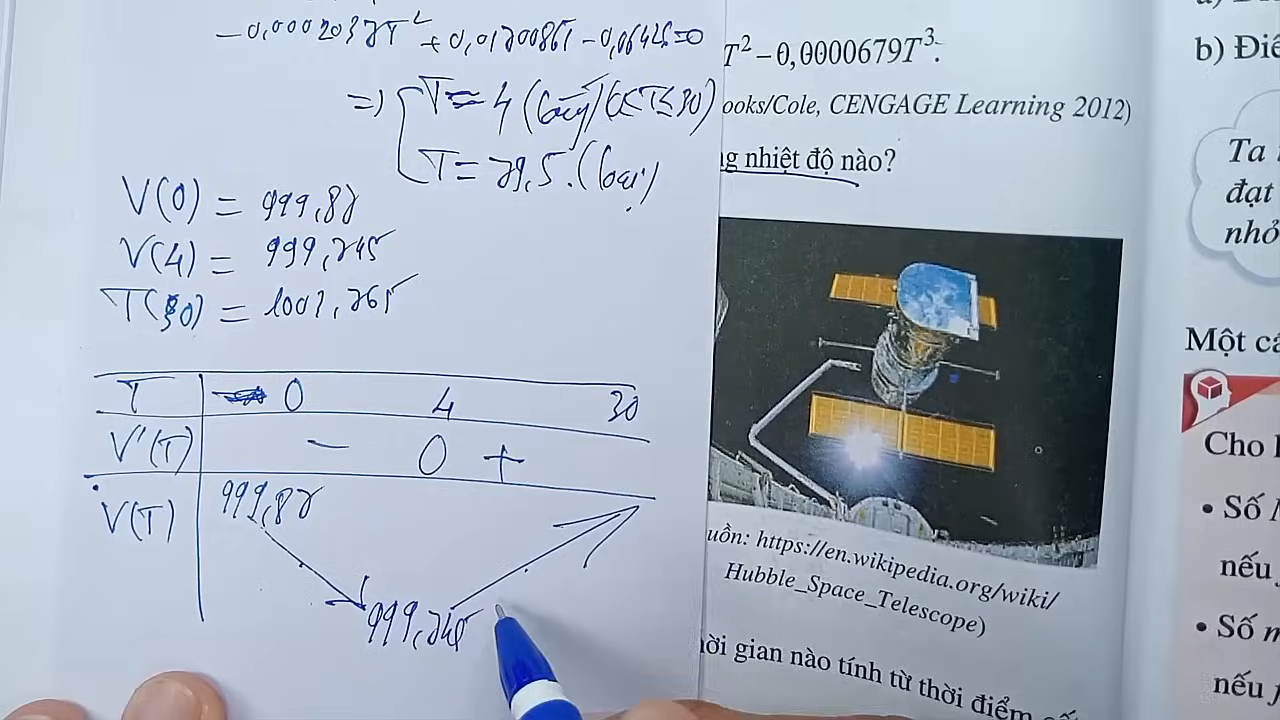 -0,0002037T² + 0,0170086T - 0,06426=0
=) T = 4 (0≤T≤30)
T = 79,5. (loại)
V(0) = 999,87
V(4) = 999,745
T(30) = 1003,765
T 0 4 30
V'(T) - 0 +
V(T) 999,87
999,745
T² – 0,0000679T³.
ooks/Cole, CENGAGE Learning 2012)
ng nhiệt độ nào?
uồn: https://en.wikipedia.org/wiki/
Hubble_Space_Telescope)
hời gian nào tính từ thời điểm
b) Điề
Ta
đạt
nhỏ
Một cá
Cho
• Số
nếu
• Số m
nếu